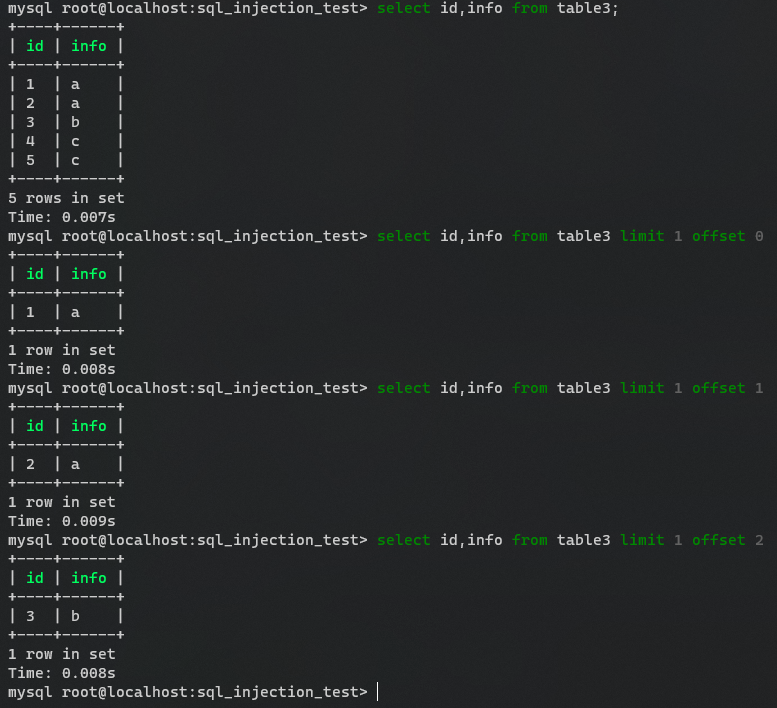 mysql root@localhost:sql_injection_test> select id,info from table3;
+----+------+
| id | info |
+----+------+
| 1  | a    |
| 2  | a    |
| 3  | b    |
| 4  | c    |
| 5  | c    |
+----+------+
5 rows in set
Time: 0.007s
mysql root@localhost:sql_injection_test> select id,info from table3 limit 1 offset 0
+----+------+
| id | info |
+----+------+
| 1  | a    |
+----+------+
1 row in set
Time: 0.008s
mysql root@localhost:sql_injection_test> select id,info from table3 limit 1 offset 1
+----+------+
| id | info |
+----+------+
| 2  | a    |
+----+------+
1 row in set
Time: 0.009s
mysql root@localhost:sql_injection_test> select id,info from table3 limit 1 offset 2
+----+------+
| id | info |
+----+------+
| 3  | b    |
+----+------+
1 row in set
Time: 0.008s
mysql root@localhost:sql_injection_test>